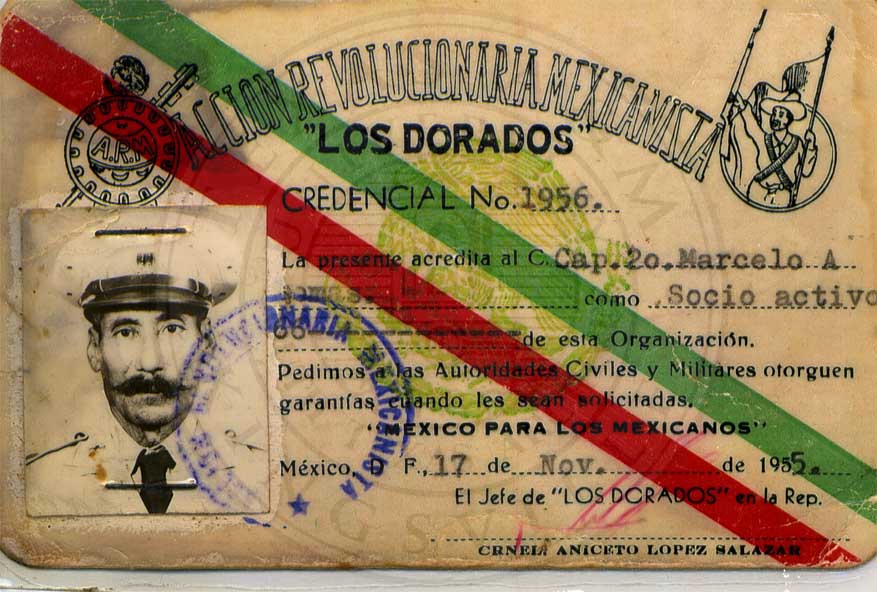 ACCION REVOLUCIONARIA MEXICANISTA
"LOS DORADOS"
A.R.M
CREDENCIAL No. 1956.
La presente acredita al C. Cap. 2o. Marcelo A
como Socio activo
de esta Organización.
Pedimos a las Autoridades Civiles y Militares otorguen
garantías cuando les sean solicitadas.
"MEXICO PARA LOS MEXICANOS"
México, D. F., 17 de Nov. de 1955.
El Jefe de "LOS DORADOS" en la Rep.
CRNEL. ANICETO LOPEZ SALAZAR
MEXICANISTA